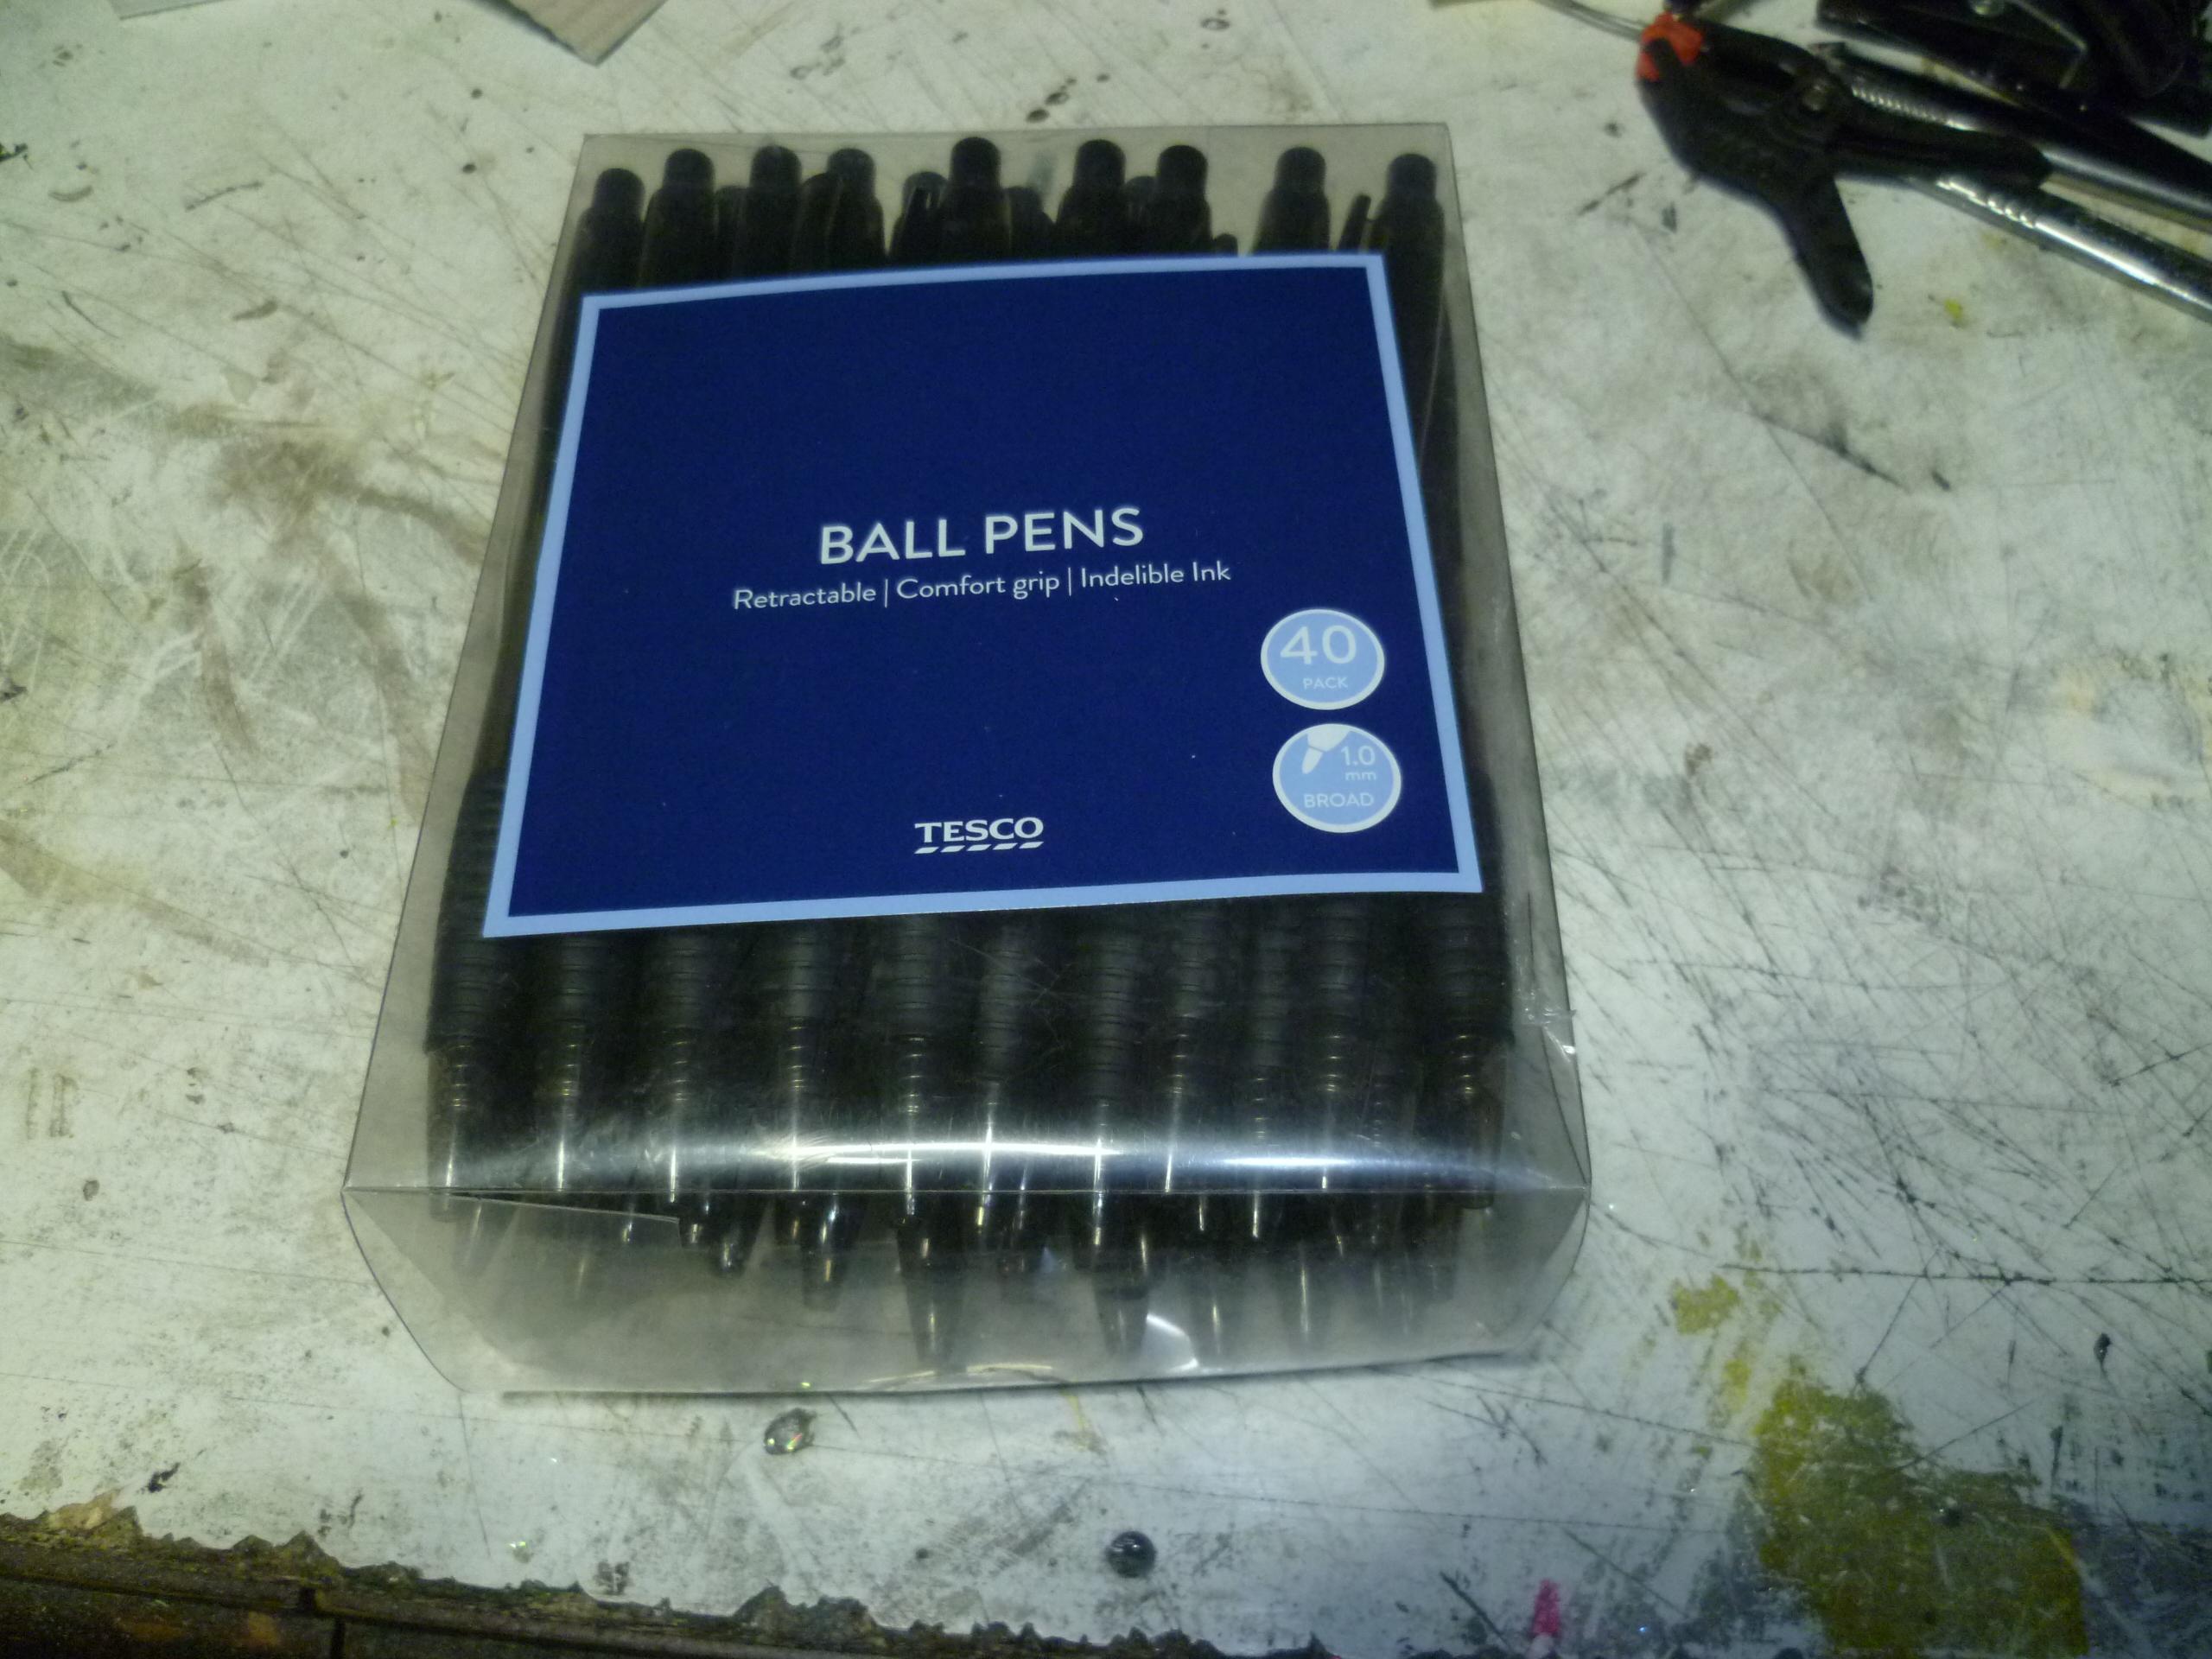 BALL PENS
Retractable | Comfort grip | Indelible Ink
40
PACK
1.0
mm
BROAD
TESCO